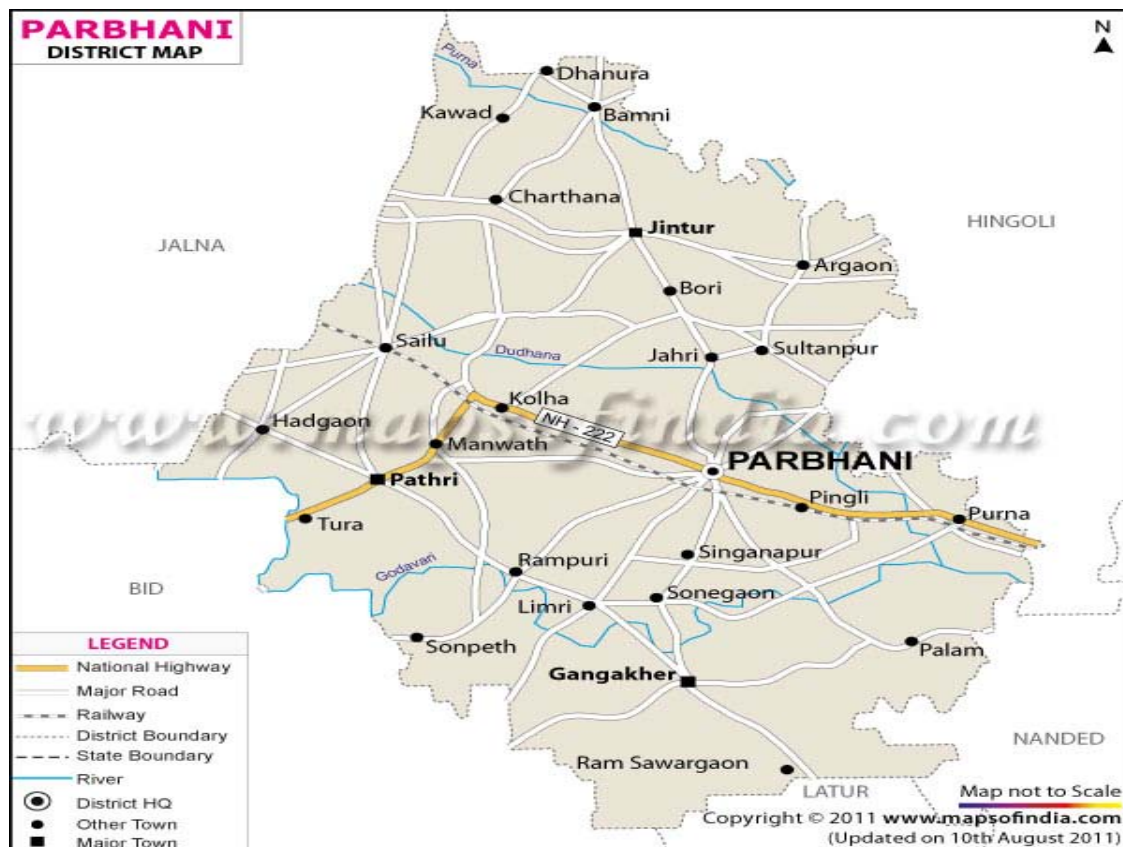 PARBHANI
DISTRICT MAP
N
Purna
Dhanura
Kawad
Bamni
Charthana
JALNA
Jintur
HINGOLI
Argaon
Bori
Sailu
Dudhana
Jahri
Sultanpur
Kolha
www.mapsofindia.com
Hadgaon
NH - 222
Manwath
PARBHANI
Pathri
Pingli
Tura
Purna
Godavari
Rampuri
Singanapur
BID
Limri
Sonegaon
Sonpeth
Palam
Gangakher
NANDED
Ram Sawargaon
LATUR
LEGEND
National Highway
Major Road
Railway
District Boundary
State Boundary
River
District HQ
Other Town
Major Town
Map not to Scale
Copyright © 2011 www.mapsofindia.com
(Updated on 10th August 2011)